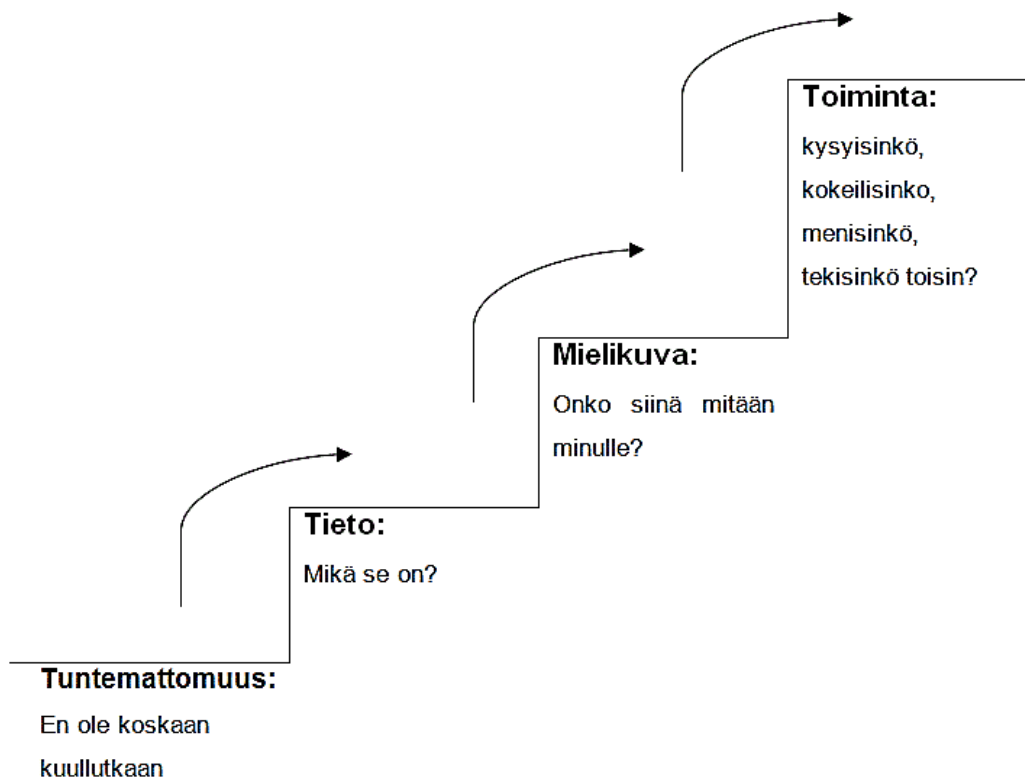 Toiminta:
kysyisinkö,
kokeilisinko,
menisinkö,
tekisinkö toisin?
Mielikuva:
Onko siinä mitään
minulle?
Tieto:
Mikä se on?
Tuntemattomuus:
En ole koskaan
kuullutkaan